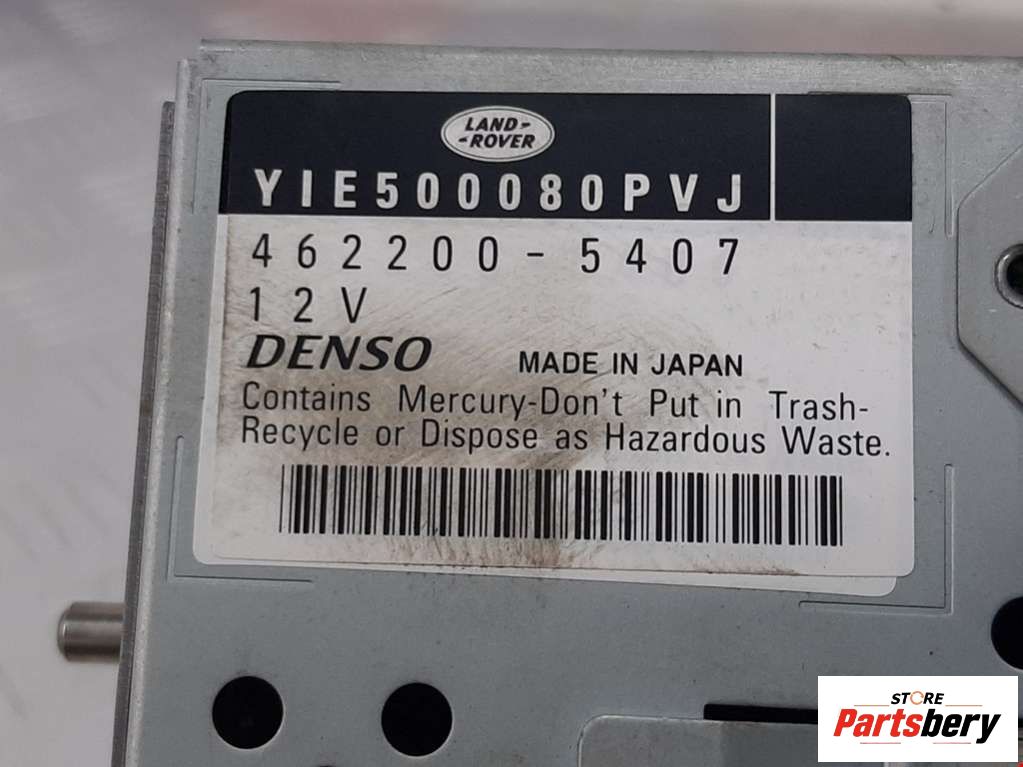 LAND-
-ROVER
YIE500080PVJ
462200-5407
12V
DENSO MADE IN JAPAN
Contains Mercury-Don't Put in Trash-
Recycle or Dispose as Hazardous Waste.
STORE
Partsbery